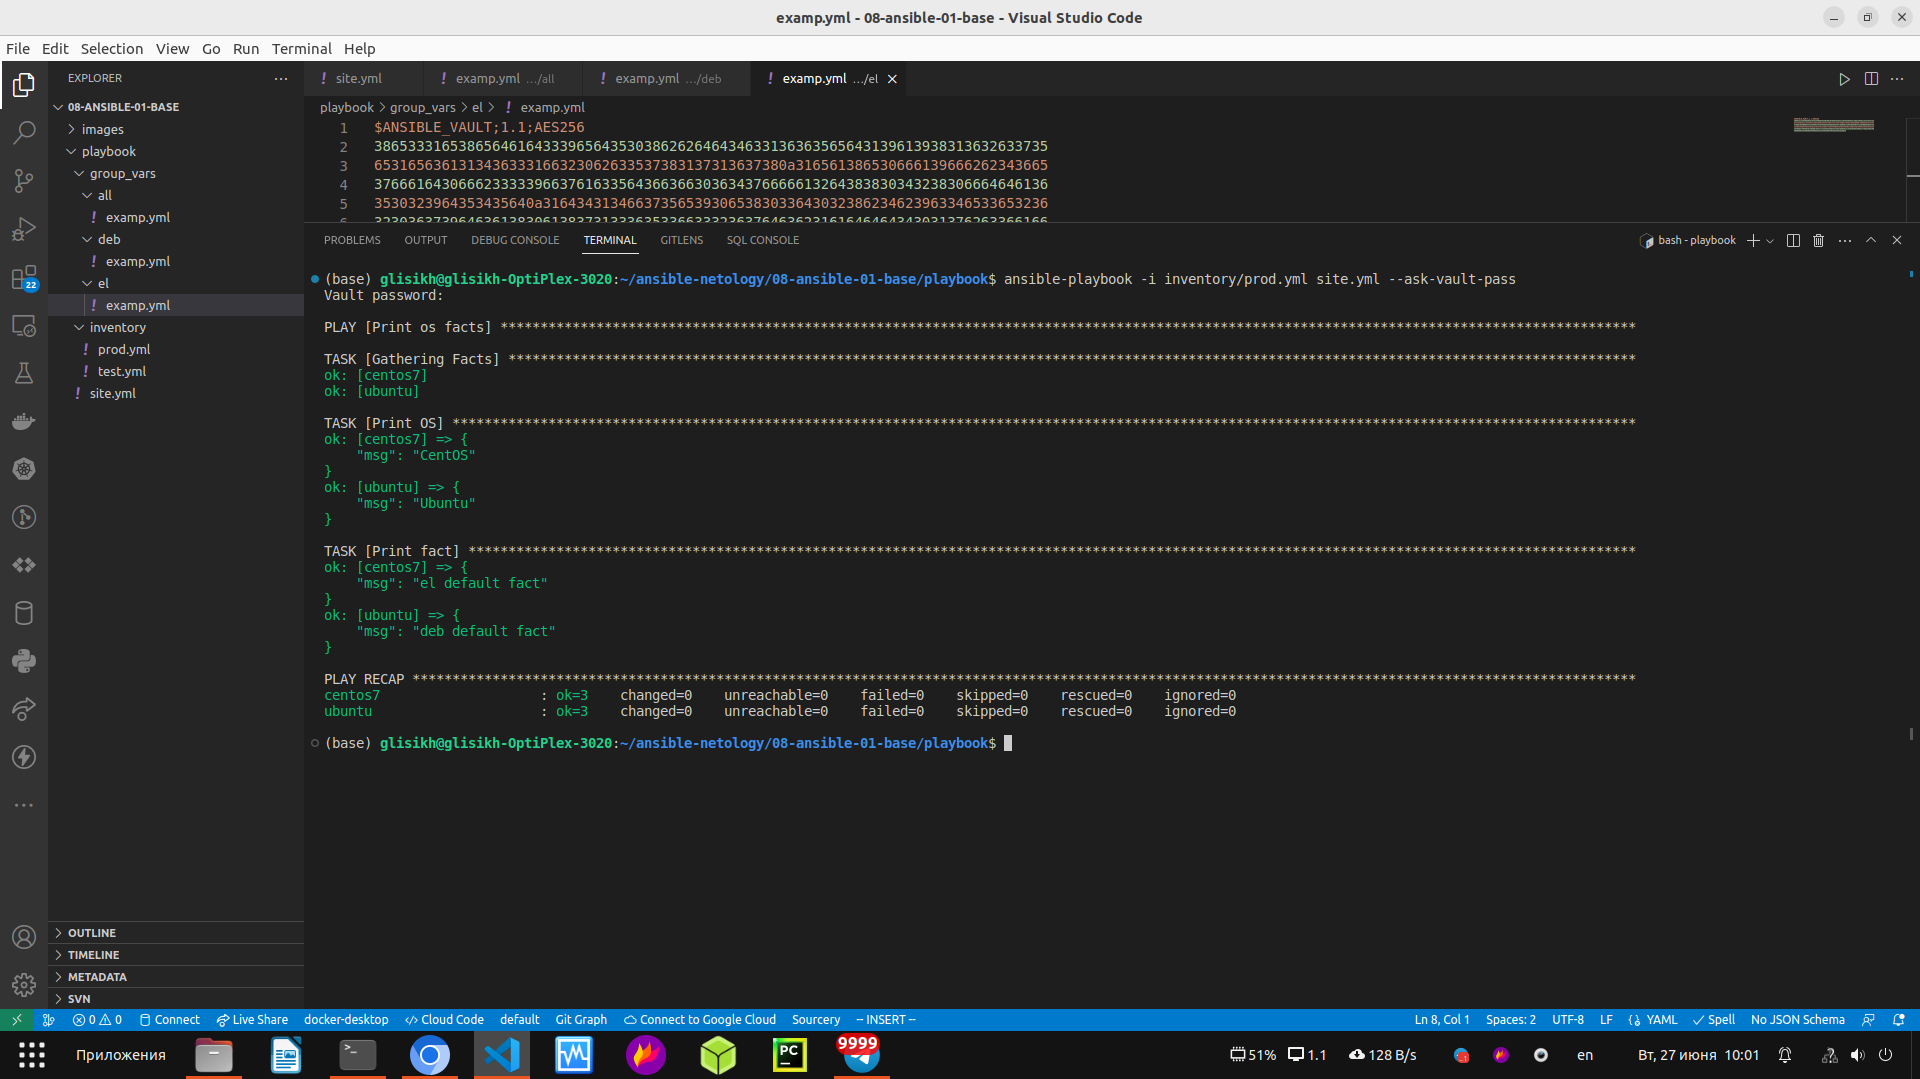 examp.yml - 08-ansible-01-base - Visual Studio Code
File Edit Selection View Go Run Terminal Help
EXPLORER
08-ANSIBLE-01-BASE
images
playbook
group_vars
all
examp.yml
deb
examp.yml
el
examp.yml
inventory
prod.yml
test.yml
site.yml
OUTLINE
TIMELINE
METADATA
SVN
22
site.yml examp.yml .../all examp.yml .../deb examp.yml .../el
playbook > group_vars > el > examp.yml
1 $ANSIBLE_VAULT;1.1;AES256
2
3
4
5
PROBLEMS OUTPUT DEBUG CONSOLE TERMINAL GITLENS SQL CONSOLE
bash - playbook
(base) glisikh@glisikh-OptiPlex-3020:~/ansible-netology/08-ansible-01-base/playbook$ ansible-playbook -i inventory/prod.yml site.yml --ask-vault-pass
Vault password:
PLAY [Print os facts] **********
TASK [Gathering Facts] **********
ok: [centos7]
ok: [ubuntu]
TASK [Print OS] **********
ok: [centos7] => {
"msg": "CentOS"
}
ok: [ubuntu] => {
"msg": "Ubuntu"
}
TASK [Print fact] **********
ok: [centos7] => {
"msg": "el default fact"
}
ok: [ubuntu] => {
"msg": "deb default fact"
}
PLAY RECAP **********
centos7 : ok=3 changed=0 unreachable=0 failed=0 skipped=0 rescued=0 ignored=0
ubuntu : ok=3 changed=0 unreachable=0 failed=0 skipped=0 rescued=0 ignored=0
(base) glisikh@glisikh-OptiPlex-3020:~/ansible-netology/08-ansible-01-base/playbook$
0 0 Connect Live Share docker-desktop Cloud Code default Git Graph Connect to Google Cloud Sourcery -- INSERT -- Ln 8, Col 1 Spaces: 2 UTF-8 LF YAML Spell No JSON Schema
Приложения PC 9999 51% 1.1 128 B/s en Вт, 27 июня 10:01